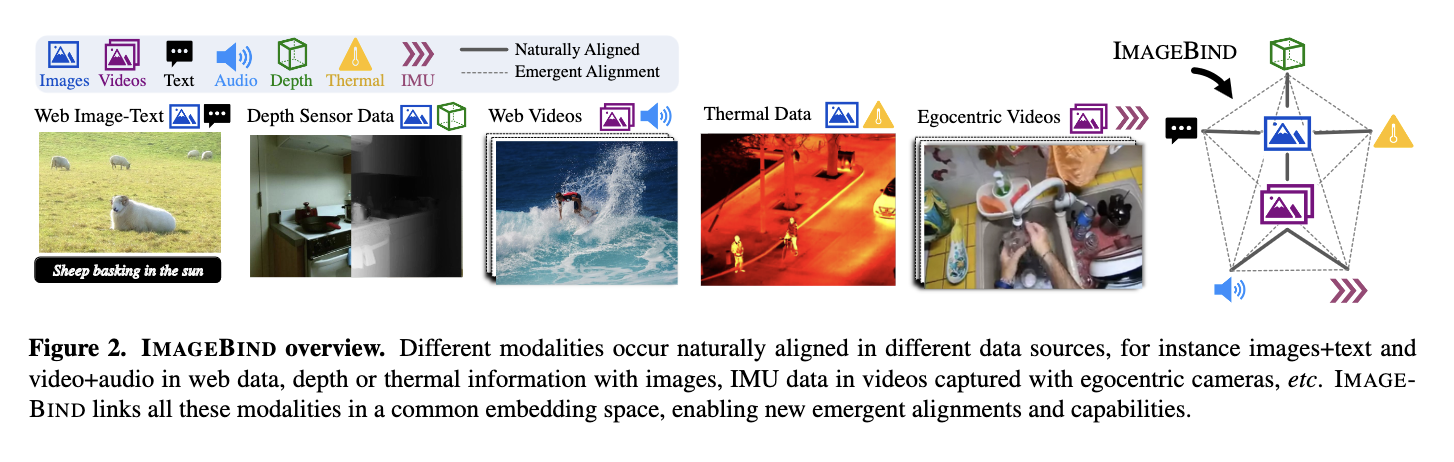 Images Videos Text Audio Depth Thermal IMU
Naturally Aligned
Emergent Alignment
IMAGEBIND
Web Image-Text
Depth Sensor Data
Web Videos
Thermal Data
Egocentric Videos
Sheep basking in the sun
Figure 2. IMAGEBIND overview. Different modalities occur naturally aligned in different data sources, for instance images+text and
video+audio in web data, depth or thermal information with images, IMU data in videos captured with egocentric cameras, etc. IMAGE-
BIND links all these modalities in a common embedding space, enabling new emergent alignments and capabilities.